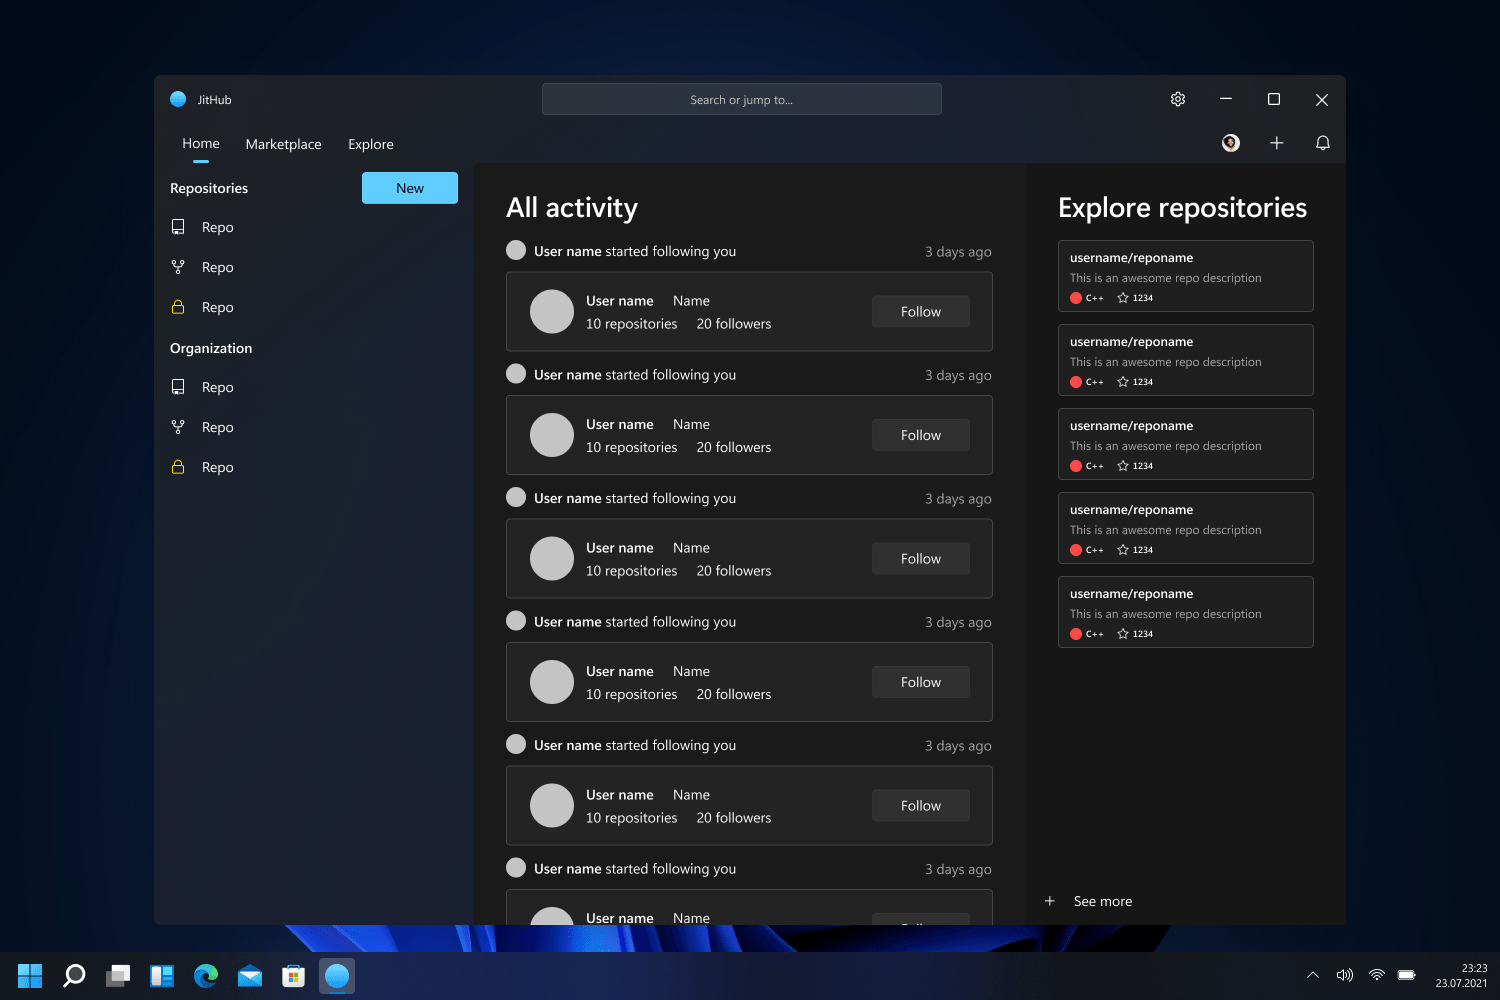 JitHub
Search or jump to...
Home Marketplace Explore
Repositories
New
Repo
Repo
Repo
Organization
Repo
Repo
Repo
All activity
User name started following you 3 days ago
User name Name
10 repositories 20 followers
Follow
User name started following you 3 days ago
User name Name
10 repositories 20 followers
Follow
User name started following you 3 days ago
User name Name
10 repositories 20 followers
Follow
User name started following you 3 days ago
User name Name
10 repositories 20 followers
Follow
User name started following you 3 days ago
User name Name
10 repositories 20 followers
Follow
User name started following you 3 days ago
User name Name
Explore repositories
username/reponame
This is an awesome repo description
C++ 1234
username/reponame
This is an awesome repo description
C++ 1234
username/reponame
This is an awesome repo description
C++ 1234
username/reponame
This is an awesome repo description
C++ 1234
username/reponame
This is an awesome repo description
C++ 1234
See more
23:23
23.07.2021